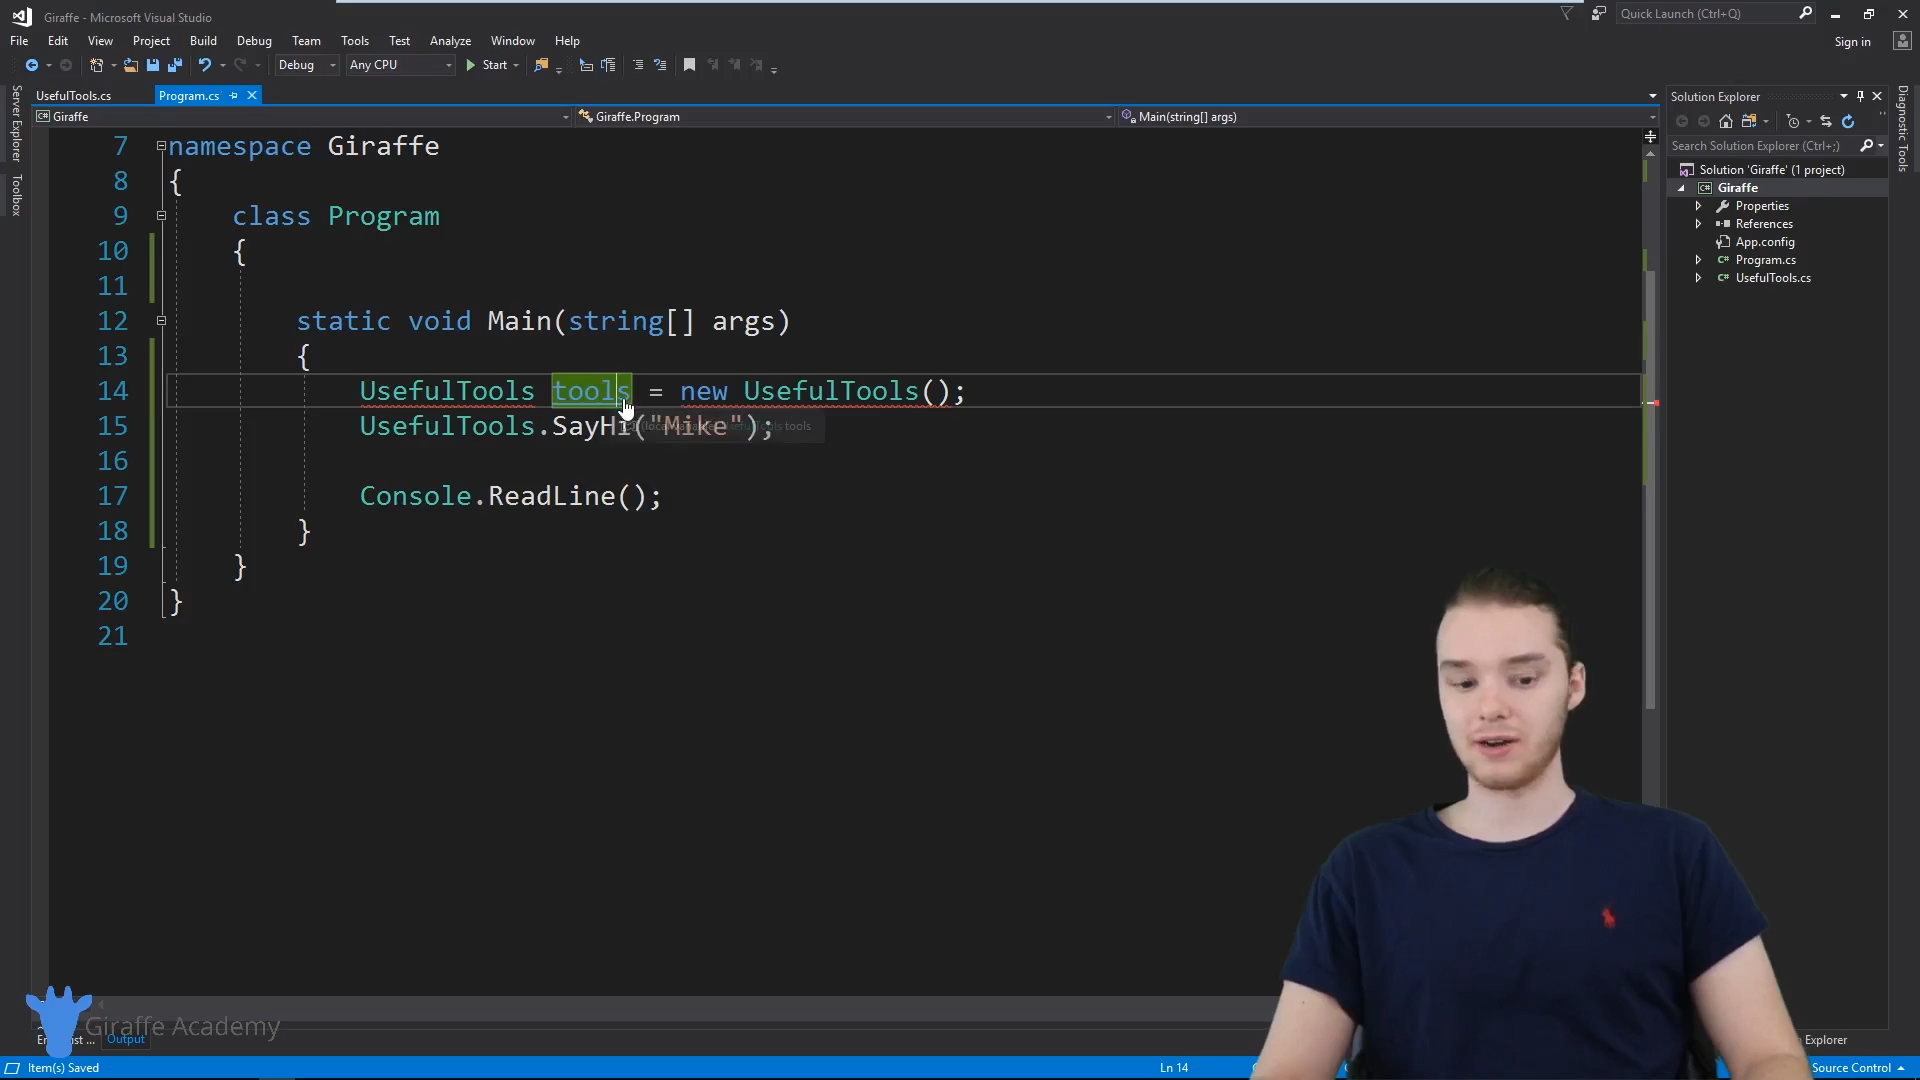 Giraffe - Microsoft Visual Studio
Quick Launch (Ctrl+Q)
File Edit View Project Build Debug Team Tools Test Analyze Window Help
Sign in
Debug Any CPU Start
Server Explorer
Toolbox
UsefulTools.cs Program.cs
Giraffe Giraffe.Program Main(string[] args)
7 namespace Giraffe
8 {
9 class Program
10 {
11
12 static void Main(string[] args)
13 {
14 UsefulTools tools = new UsefulTools();
15 UsefulTools.SayHi("Mike");
16
17 Console.ReadLine();
18 }
19 }
20 }
21
Solution Explorer
Search Solution Explorer (Ctrl+;)
Solution 'Giraffe' (1 project)
Giraffe
Properties
References
App.config
C# Program.cs
C# UsefulTools.cs
Diagnostic Tools
Giraffe Academy
Output
Explorer
Item(s) Saved
Ln 14
Source Control